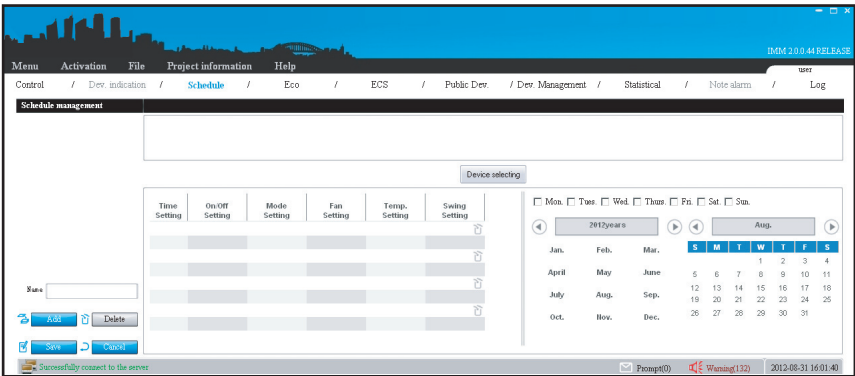 IMM 2.0.0.44 RELEASE
Menu Activation File Project information Help
user
Control / Dev. indication / Schedule / Eco / ECS / Public Dev. / Dev. Management / Statistical / Note alarm / Log
Schedule management
Device selecting
Time Setting On/Off Setting Mode Setting Fan Setting Temp. Setting Swing Setting
Mon. Tues. Wed. Thurs. Fri. Sat. Sun.
2012years Aug.
Jan. Feb. Mar.
April May June
July Aug. Sep.
Oct. Nov. Dec.
S M T W T F S
1 2 3 4
5 6 7 8 9 10 11
12 13 14 15 16 17 18
19 20 21 22 23 24 25
26 27 28 29 30 31
Name
Add Delete
Save Cancel
Successfully connect to the server
Prompt(0) Warning(132) 2012-08-31 16:01:40